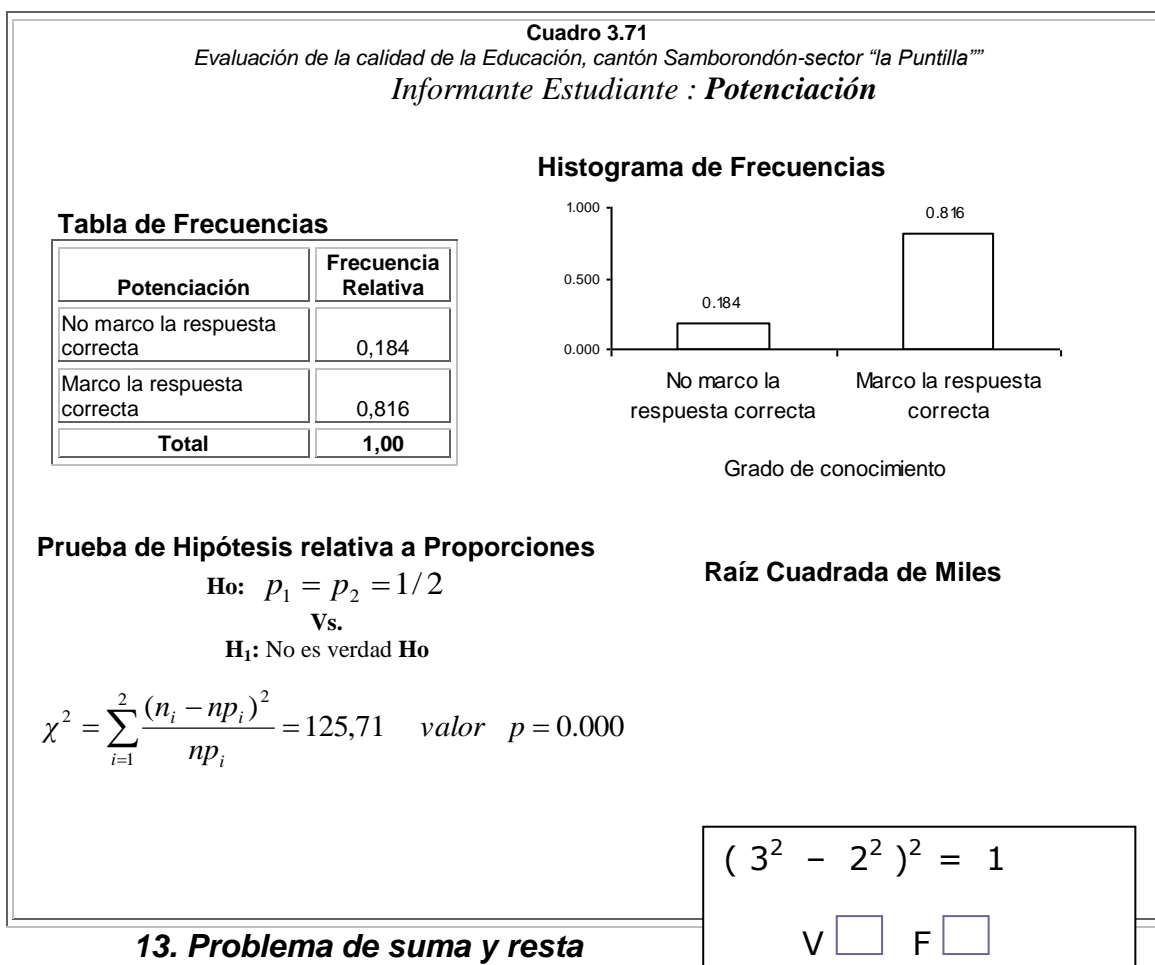 Cuadro 3.71
Evaluación de la calidad de la Educación, cantón Samborondón-sector “la Puntilla””
Informante Estudiante : Potenciación
Histograma de Frecuencias
Tabla de Frecuencias
Potenciación
Frecuencia
Relativa
No marco la respuesta
correcta
0,184
Marco la respuesta
correcta
0,816
Total
1,00
1.000
0.500
0.000
0.184
0.816
No marco la
respuesta correcta
Marco la respuesta
correcta
Grado de conocimiento
Prueba de Hipótesis relativa a Proporciones
Ho: p₁ = p₂ = 1/2
Vs.
H₁: No es verdad Ho
χ² = ∑_{i=1}^{2} (nᵢ − npᵢ)² / npᵢ = 125,71 valor p = 0.000
Raíz Cuadrada de Miles
( 3² – 2² )² = 1
V F
13. Problema de suma y resta